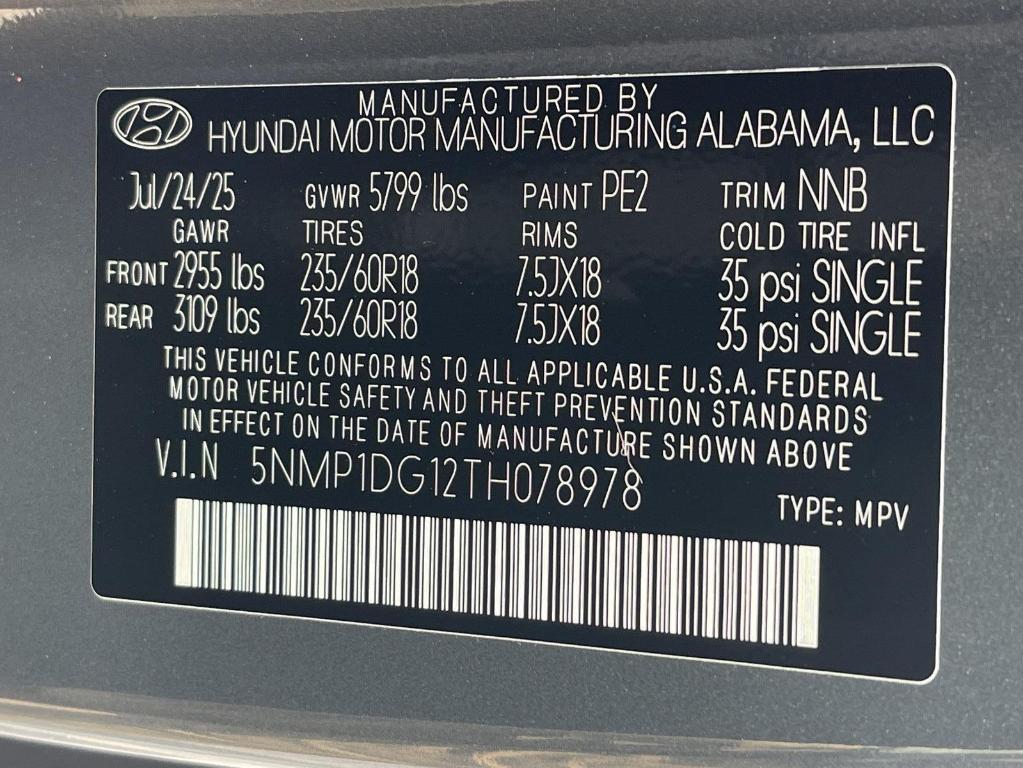 MANUFACTURED BY
HYUNDAI MOTOR MANUFACTURING ALABAMA, LLC
Jul/24/25 GVWR 5799 lbs PAINT PE2 TRIM NNB
GAWR TIRES RIMS COLD TIRE INFL
FRONT 2955 lbs 235/60R18 7.5JX18 35 psi SINGLE
REAR 3109 lbs 235/60R18 7.5JX18 35 psi SINGLE
THIS VEHICLE CONFORMS TO ALL APPLICABLE U.S.A. FEDERAL
MOTOR VEHICLE SAFETY AND THEFT PREVENTION STANDARDS
IN EFFECT ON THE DATE OF MANUFACTURE SHOWN ABOVE
V.I.N 5NMP1DG12TH078978
TYPE: MPV